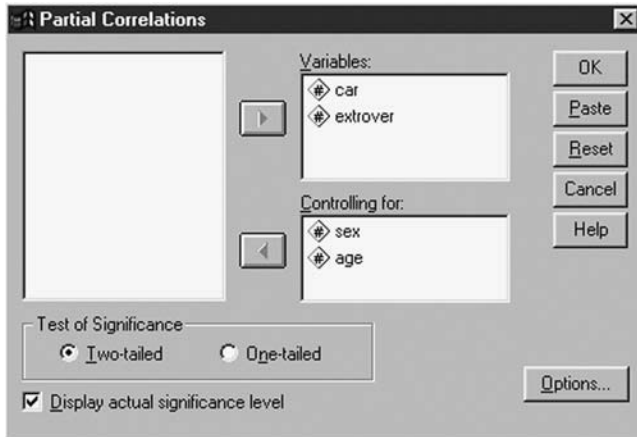 Partial Correlations
Variables:
# car
# extrover
Controlling for:
# sex
# age
OK
Paste
Reset
Cancel
Help
Test of Significance
Two-tailed
One-tailed
Display actual significance level
Options...